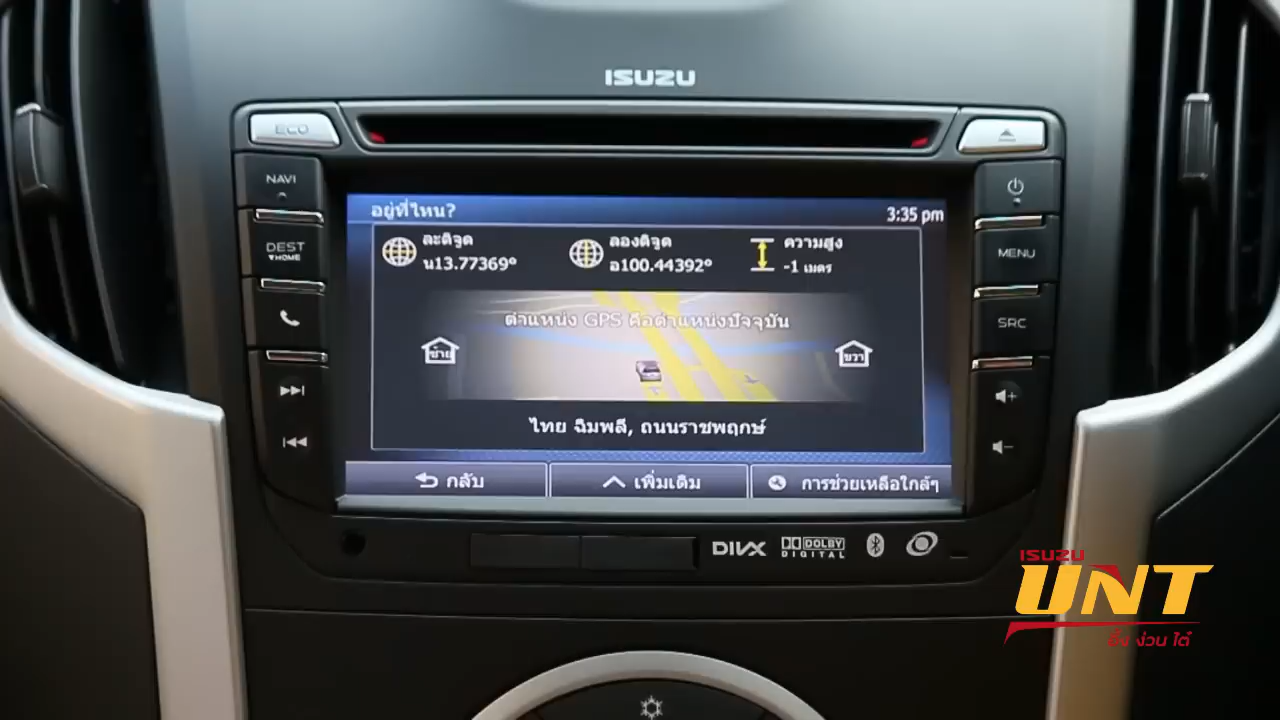 ISUZU
ECO
NAVI
DEST
▾HOME
MENU
SRC
อยู่ที่ไหน?
3:35 pm
ละติจูด
น13.77369°
ลองติจูด
อ100.44392°
ความสูง
-1 เมตร
ตำแหน่ง GPS คือตำแหน่งปัจจุบัน
ซ้าย
ขวา
ไทย ฉิมพลี, ถนนราชพฤกษ์
กลับ
เพิ่มเติม
การช่วยเหลือใกล้ๆ
DIVX
DOLBY
DIGITAL
ISUZU
UNT
ฮั้ว ง่วน ไต๋